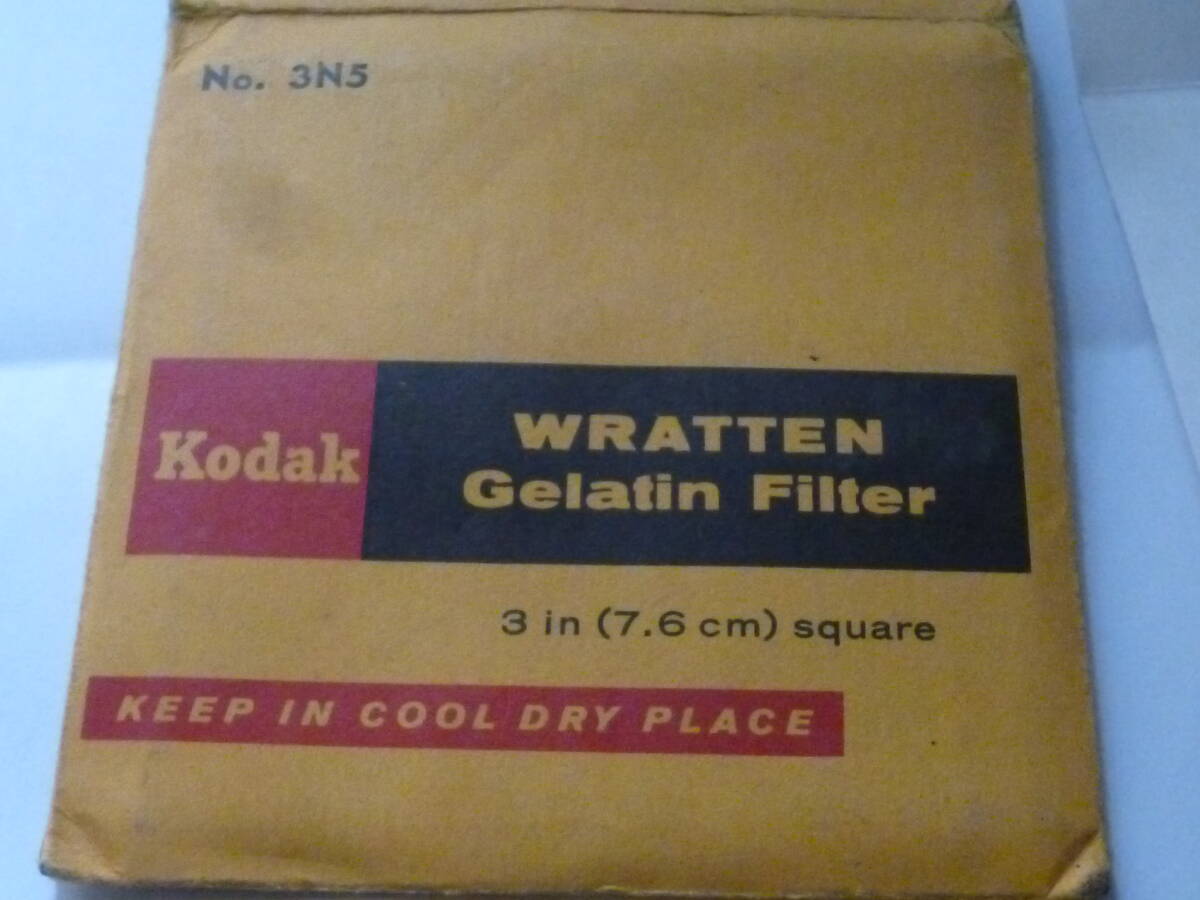 No. 3N5
Kodak
WRATTEN
Gelatin Filter
3 in (7.6 cm) square
KEEP IN COOL DRY PLACE